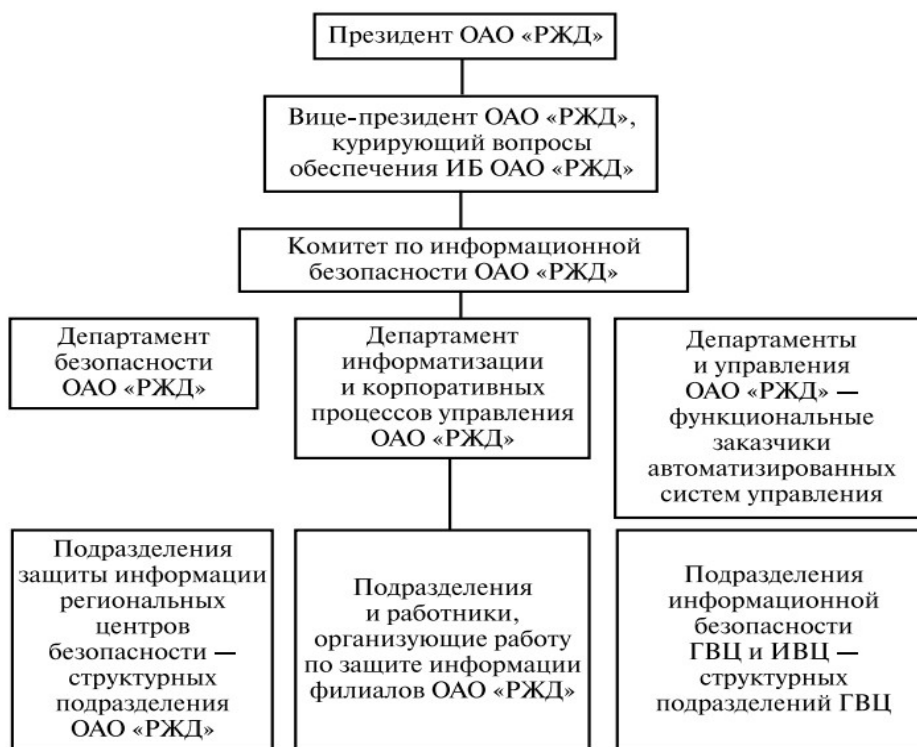 Президент ОАО «РЖД»
Вице-президент ОАО «РЖД»,
курирующий вопросы
обеспечения ИБ ОАО «РЖД»
Комитет по информационной
безопасности ОАО «РЖД»
Департамент
безопасности
ОАО «РЖД»
Департамент
информатизации
и корпоративных
процессов управления
ОАО «РЖД»
Департаменты
и управления
ОАО «РЖД» —
функциональные
заказчики
автоматизированных
систем управления
Подразделения
защиты информации
региональных
центров
безопасности —
структурных
подразделения
ОАО «РЖД»
Подразделения
и работники,
организующие работу
по защите информации
филиалов ОАО «РЖД»
Подразделения
информационной
безопасности
ГВЦ и ИВЦ —
структурных
подразделений ГВЦ